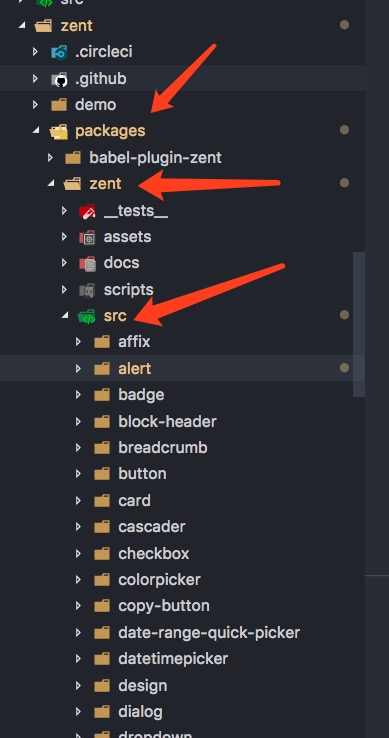 src
zent
.circleci
.github
demo
packages
babel-plugin-zent
zent
__tests__
assets
docs
scripts
src
affix
alert
badge
block-header
breadcrumb
button
card
cascader
checkbox
colorpicker
copy-button
date-range-quick-picker
datetimepicker
design
dialog
dropdown